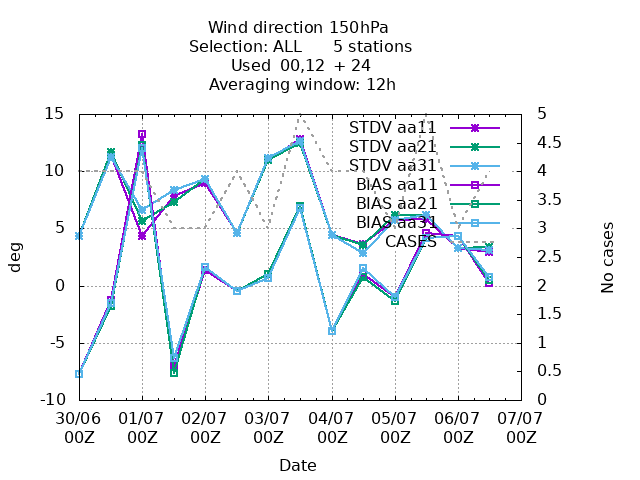 Wind direction 150hPa
Selection: ALL 5 stations
Used 00,12 + 24
Averaging window: 12h
15
10
5
0
-5
-10
deg
5
4.5
4
3.5
3
2.5
2
1.5
1
0.5
0
No cases
STDV aa11
STDV aa21
STDV aa31
BIAS aa11
BIAS aa21
BIAS aa31
CASES
30/06 01/07 02/07 03/07 04/07 05/07 06/07 07/07
00Z 00Z 00Z 00Z 00Z 00Z 00Z 00Z
Date